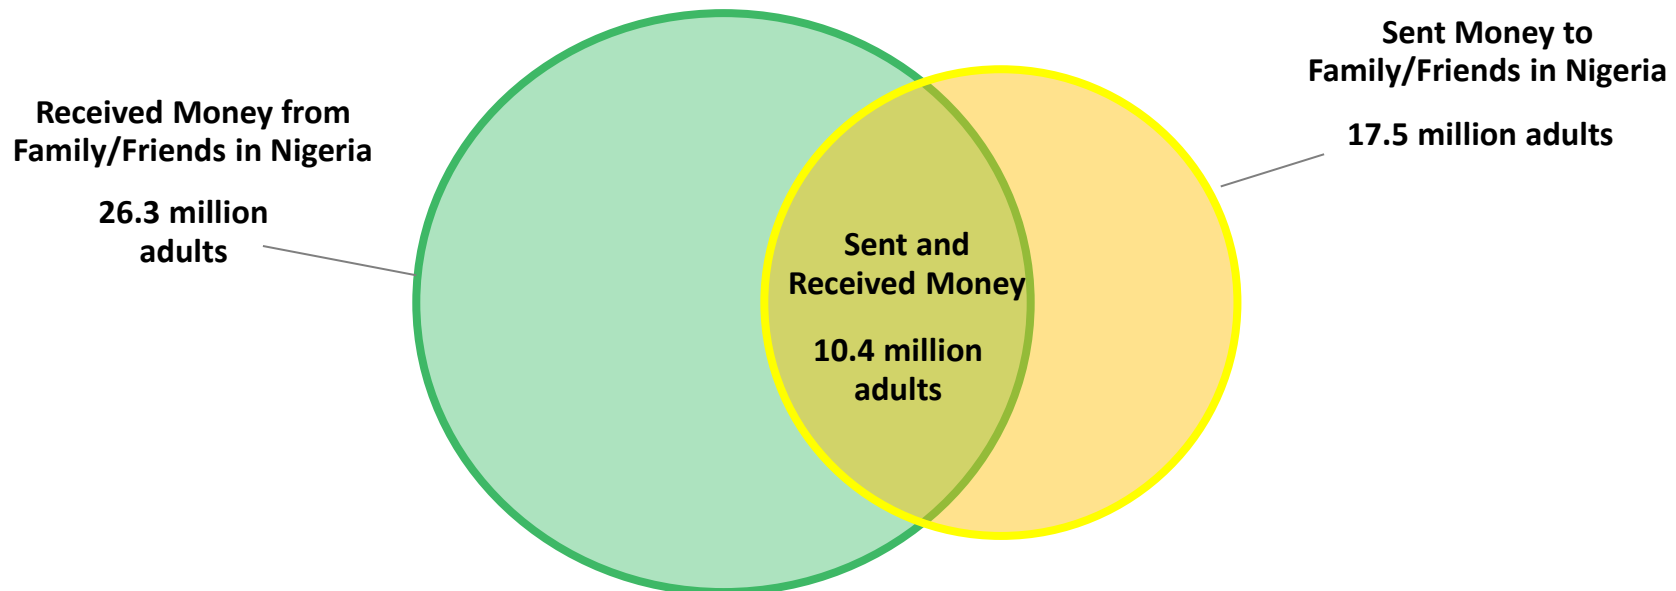 Received Money from
Family/Friends in Nigeria
26.3 million
adults
Sent and
Received Money
10.4 million
adults
Sent Money to
Family/Friends in Nigeria
17.5 million adults